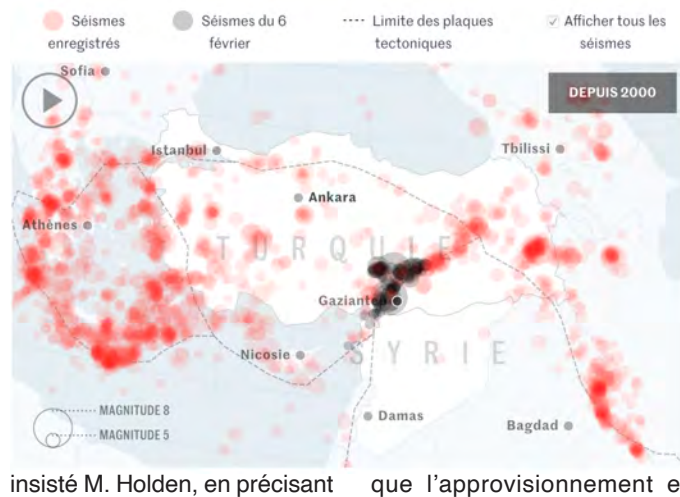 Séismes enregistrés
Séismes du 6 février
Limite des plaques tectoniques
Afficher tous les séismes
DEPUIS 2000
Sofia
Istanbul
Tbilissi
Ankara
Athènes
TURQUIE
Gaziantep
Nicosie
SYRIE
MAGNITUDE 8
MAGNITUDE 5
Damas
Bagdad
insisté M. Holden, en précisant
que l'approvisionnement e